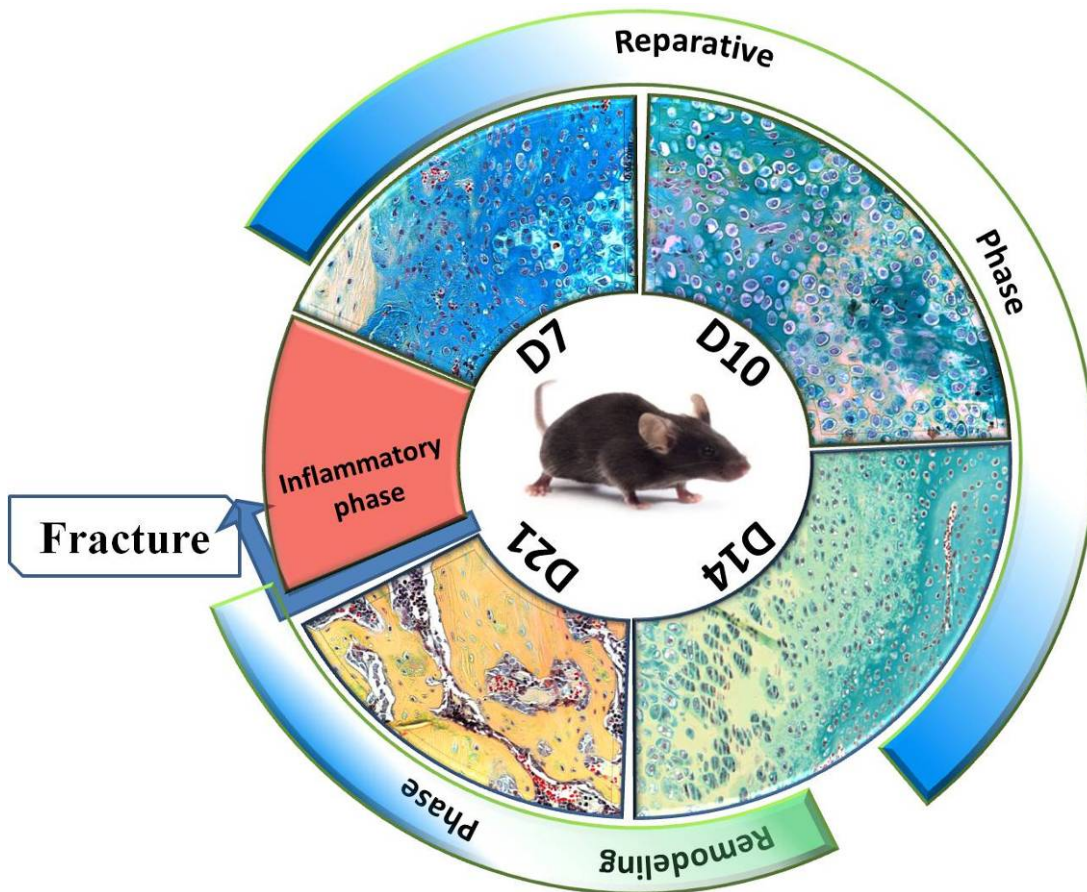 Reparative
Phase
D7
D10
Inflammatory
phase
Fracture
D21
D14
Remodeling
Phase